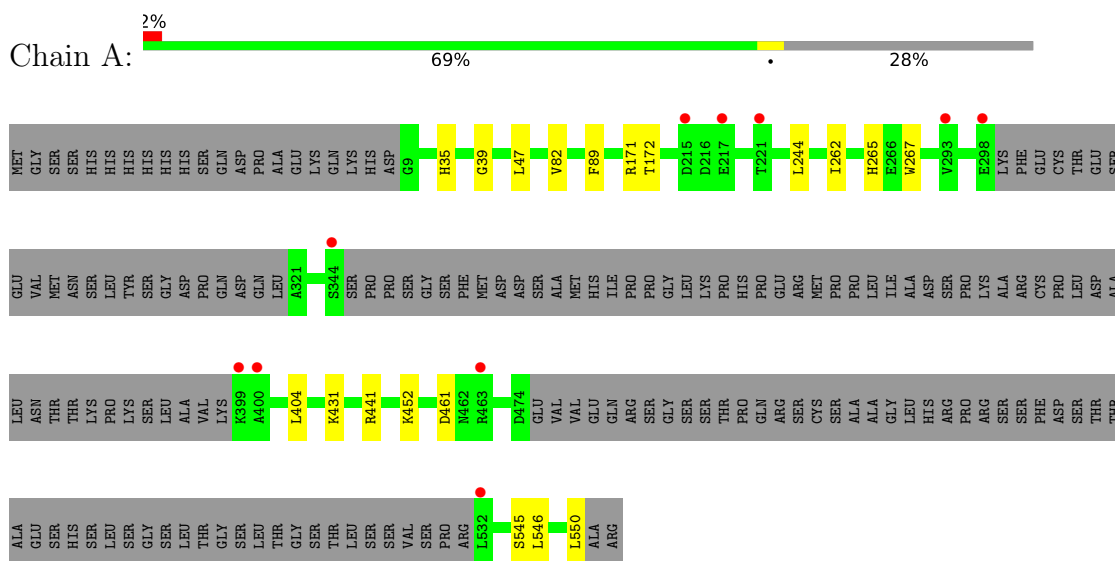 2%
Chain A:
69% • 28%
MET GLY SER SER HIS HIS HIS HIS HIS HIS SER GLN ASP PRO ALA GLU LYS GLN LYS HIS ASP G9 H35 G39 L47 V82 F89 R171 T172 D215 D216 E217 T221 L244 I262 H265 E266 W267 V293 E298 LYS PHE GLU CYS THR GLU SER
GLU VAL MET ASN SER LEU TYR SER GLY ASP PRO GLN ASP GLN LEU A321 S344 SER PRO PRO SER GLY SER PHE MET ASP ASP SER ALA MET HIS ILE PRO PRO GLY LEU LYS PRO HIS PRO GLU ARG MET PRO PRO LEU ILE ALA ASP SER PRO LYS ALA ARG CYS PRO LEU ASP ALA
LEU ASN THR THR LYS PRO LYS SER LEU ALA VAL LYS K399 A400 L404 K431 R441 K452 D461 N462 R463 D474 GLU VAL VAL GLU GLN ARG SER GLY SER SER THR PRO GLN ARG SER CYS SER ALA ALA GLY LEU HIS ARG PRO ARG SER SER PHE ASP SER THR THR
ALA GLU SER HIS SER LEU SER GLY SER LEU THR GLY SER LEU THR GLY SER THR LEU SER SER VAL SER PRO ARG L532 S545 L546 L550 ALA ARG